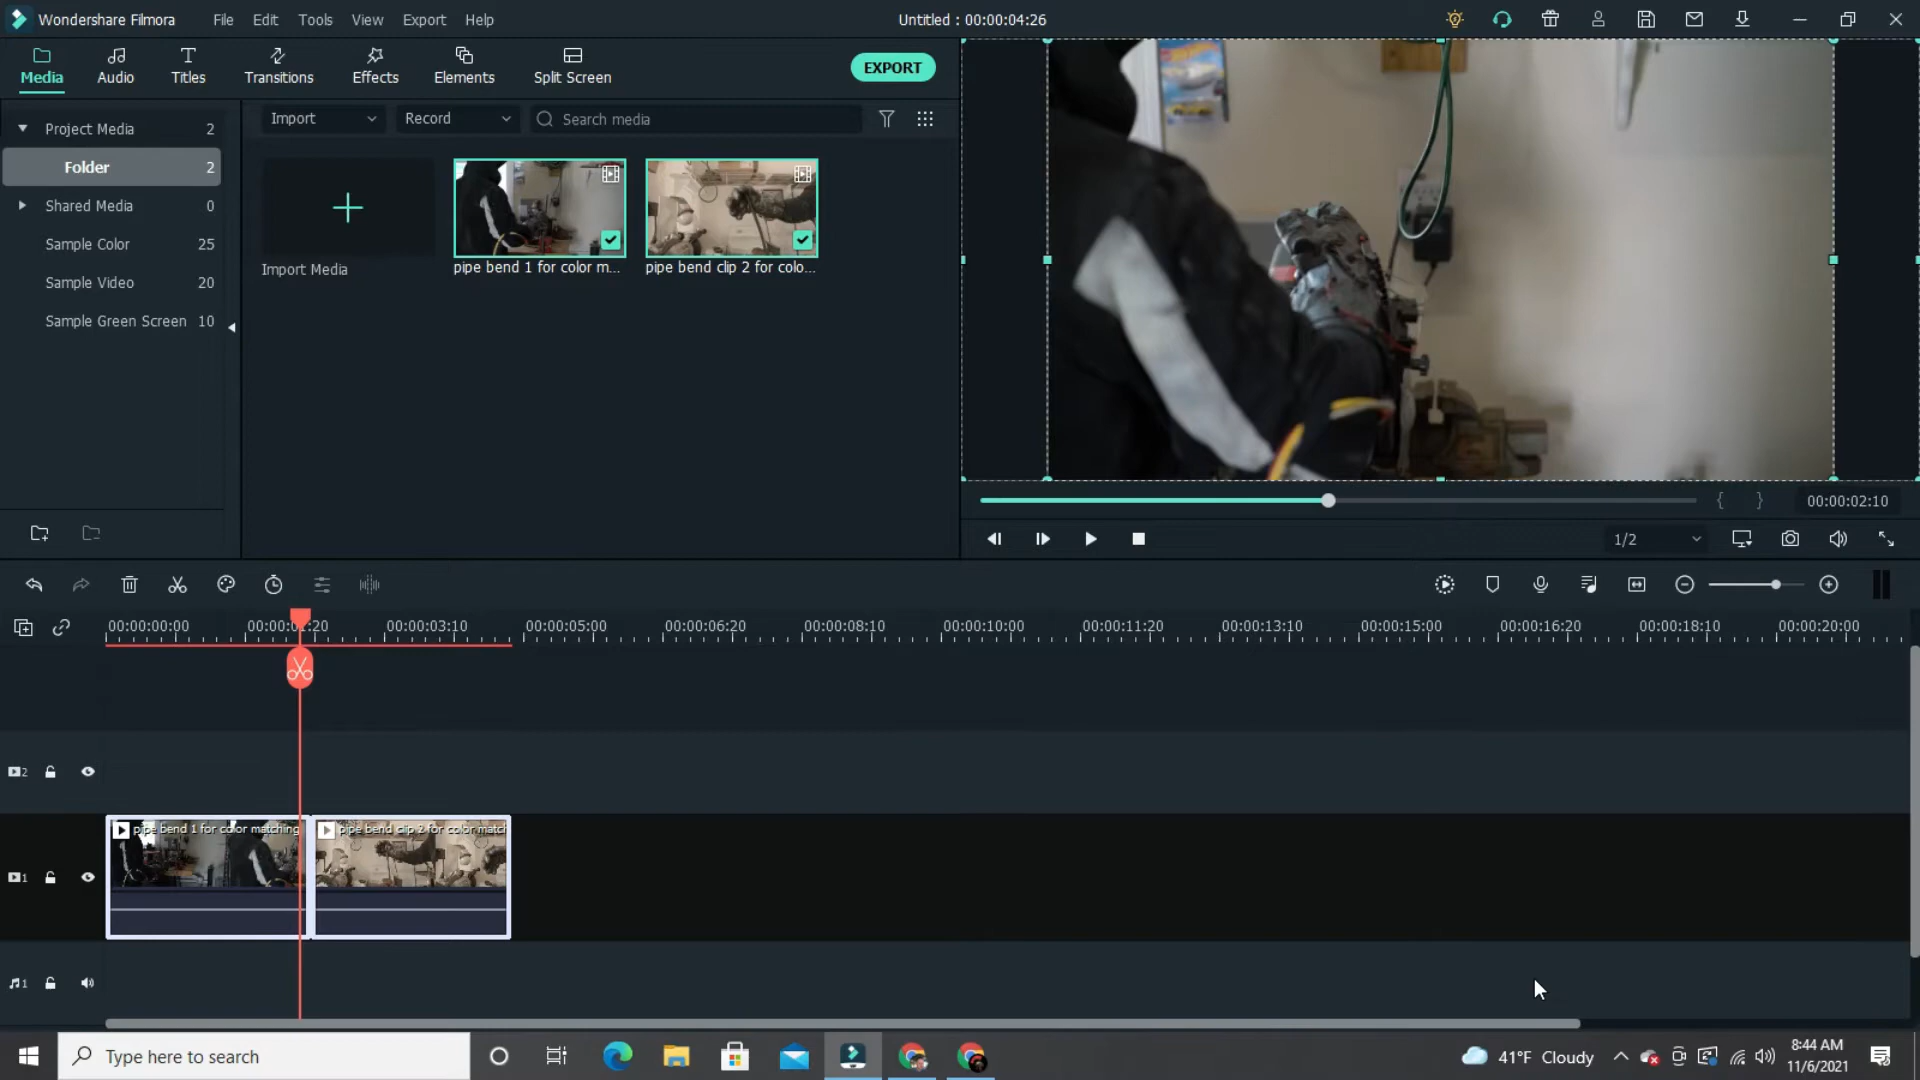 Wondershare Filmora File Edit Tools View Export Help Untitled : 00:00:04:26
Media Audio Titles Transitions Effects Elements Split Screen EXPORT
Project Media 2
Import Record Search media
Folder 2
Shared Media 0
Sample Color 25
Sample Video 20
Sample Green Screen 10
Import Media pipe bend 1 for color m... pipe bend clip 2 for colo...
00:00:02:10
1/2
00:00:00:00 00:00:01:20 00:00:03:10 00:00:05:00 00:00:06:20 00:00:08:10 00:00:10:00 00:00:11:20 00:00:13:10 00:00:15:00 00:00:16:20 00:00:18:10 00:00:20:00
2
pipe bend 1 for color matching pipe bend clip 2 for color match
1
1
Type here to search
41°F Cloudy
8:44 AM
11/6/2021